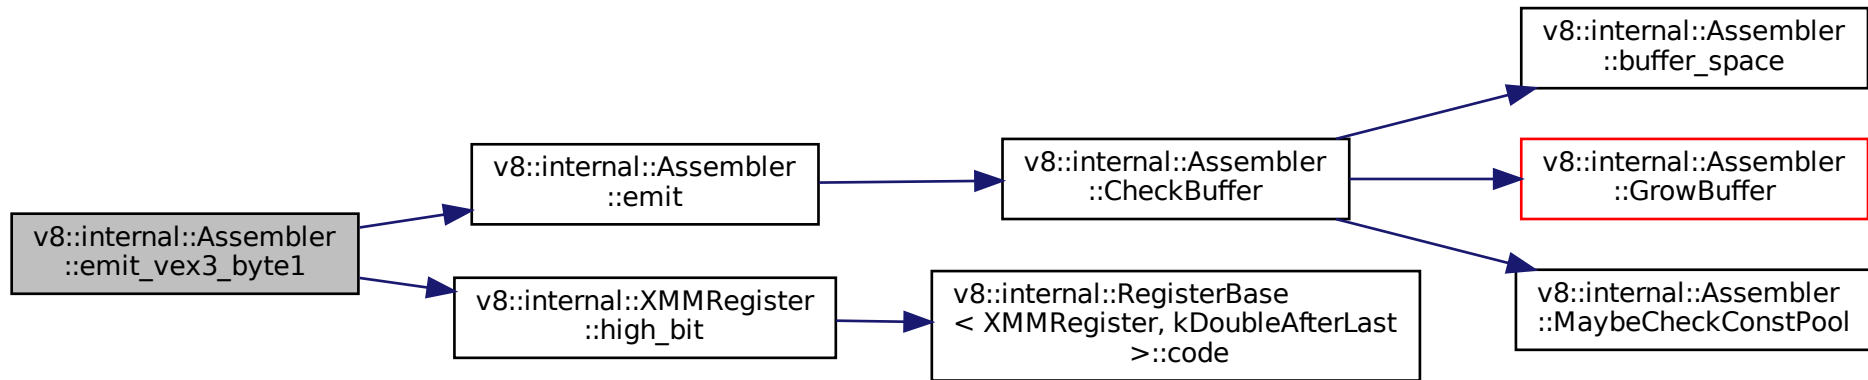 v8::internal::Assembler
::emit_vex3_byte1
v8::internal::Assembler
::emit
v8::internal::XMMRegister
::high_bit
v8::internal::Assembler
::CheckBuffer
v8::internal::RegisterBase
< XMMRegister, kDoubleAfterLast
>::code
v8::internal::Assembler
::buffer_space
v8::internal::Assembler
::GrowBuffer
v8::internal::Assembler
::MaybeCheckConstPool